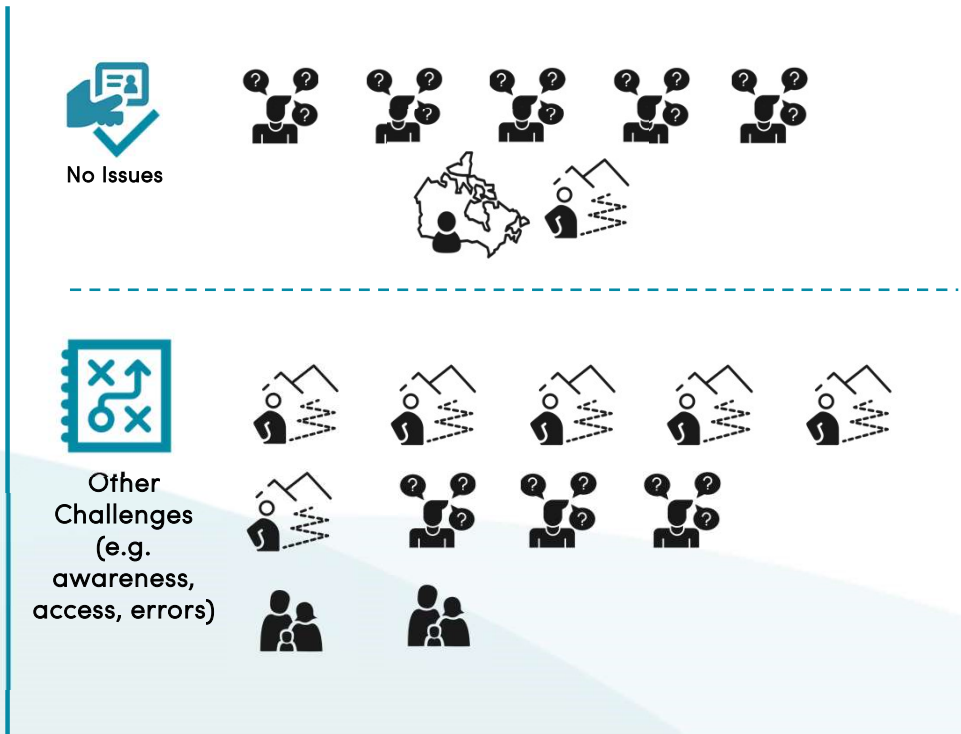 No Issues
Other
Challenges
(e.g.
awareness,
access, errors)